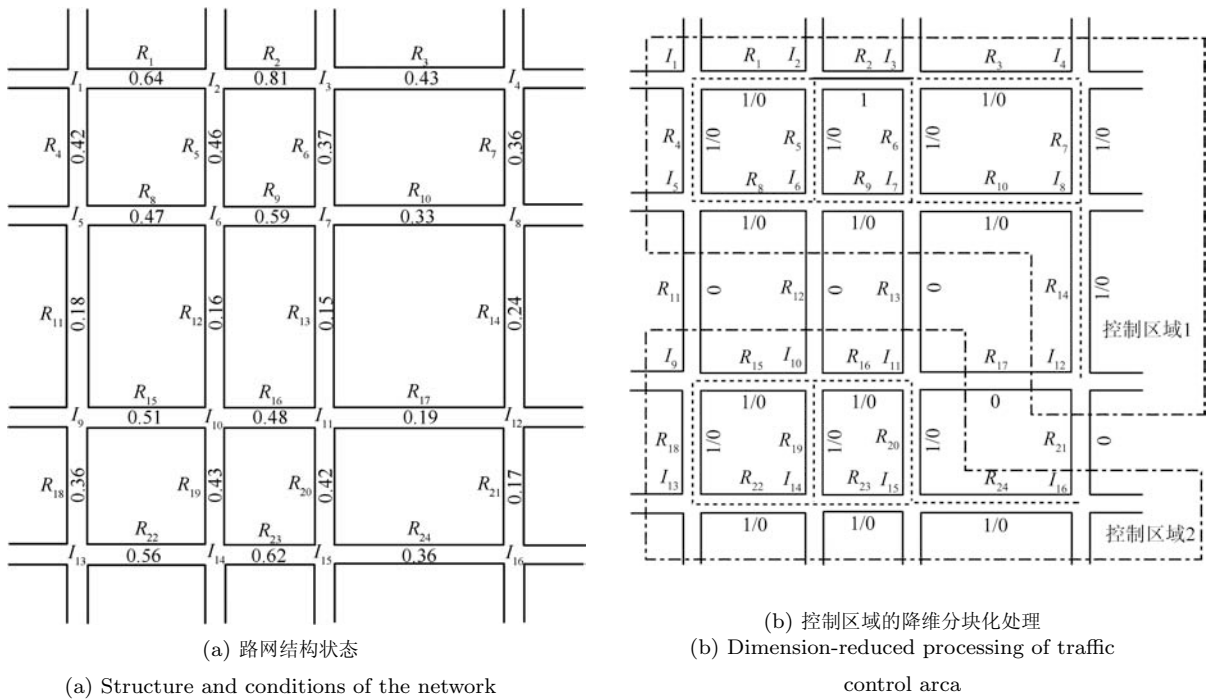 R1 R2 R3
I1 0.64 I2 0.81 I3 0.43 I4
R4 0.42 R5 0.46 R6 0.37 R7 0.36
R8 R9 R10
I5 0.47 I6 0.59 I7 0.33 I8
R11 0.18 R12 0.16 R13 0.15 R14 0.24
R15 R16 R17
I9 0.51 I10 0.48 I11 0.19 I12
R18 0.36 R19 0.43 R20 0.42 R21 0.17
R22 R23 R24
I13 0.56 I14 0.62 I15 0.36 I16
(a) 路网结构状态
(a) Structure and conditions of the network
I1 R1 I2 R2 I3 R3 I4
1/0 1 1/0
R4 1/0 R5 1/0 R6 1/0 R7 1/0
I5 R8 I6 R9 I7 R10 I8
1/0 1/0 1/0
R11 0 R12 0 R13 0 R14 1/0
控制区域1
I9 R15 I10 R16 I11 R17 I12
1/0 1/0 0
R18 1/0 R19 1/0 R20 1/0 R21 0
I13 R22 I14 R23 I15 R24 I16
1/0 1/0 1/0
控制区域2
(b) 控制区域的降维分块化处理
(b) Dimension-reduced processing of traffic
control arca